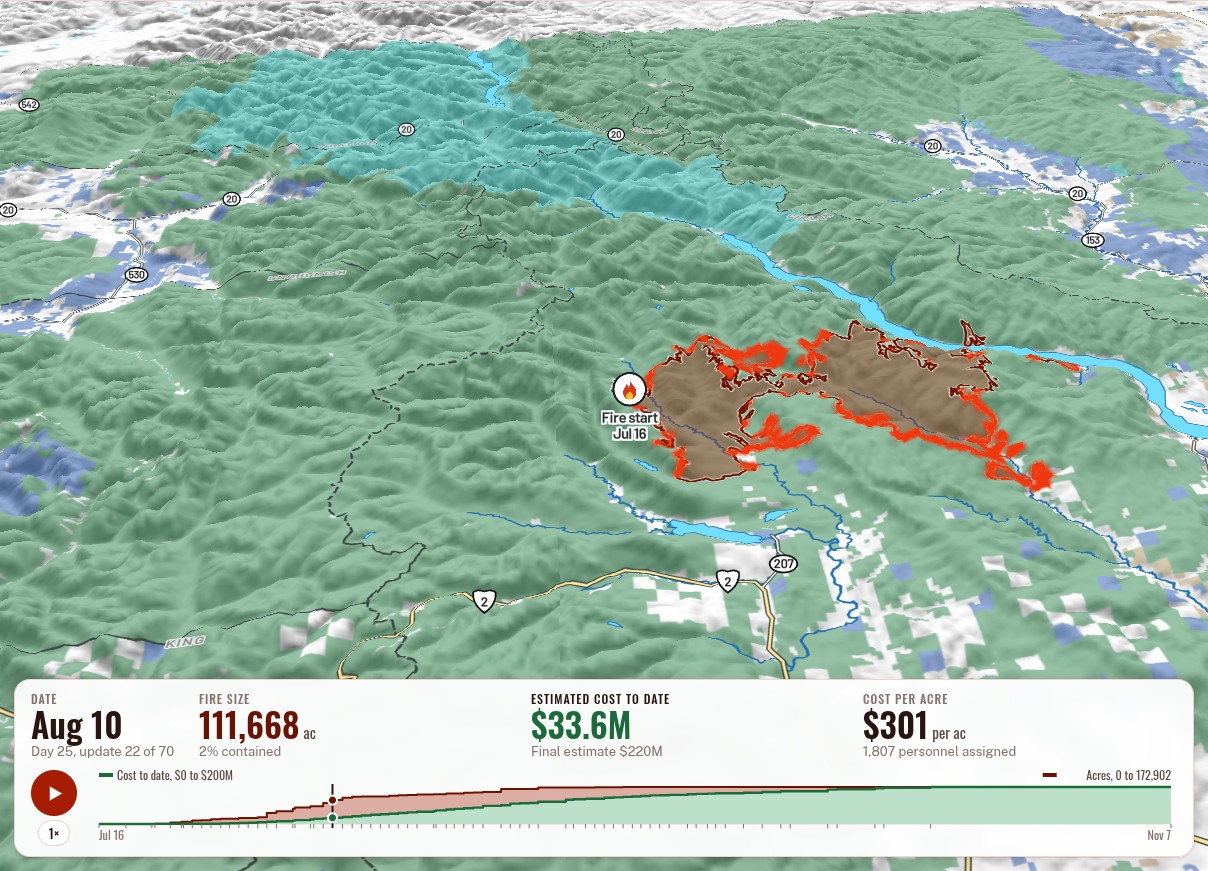 542
20
20
20
20
20
20
153
530
Fire start
Jul 16
207
2
2
KING
DATE
Aug 10
Day 25, update 22 of 70
FIRE SIZE
111,668 ac
2% contained
ESTIMATED COST TO DATE
$33.6M
Final estimate $220M
COST PER ACRE
$301 per ac
1,807 personnel assigned
Cost to date, $0 to $200M
Acres, 0 to 172,902
1×
Jul 16
Nov 7